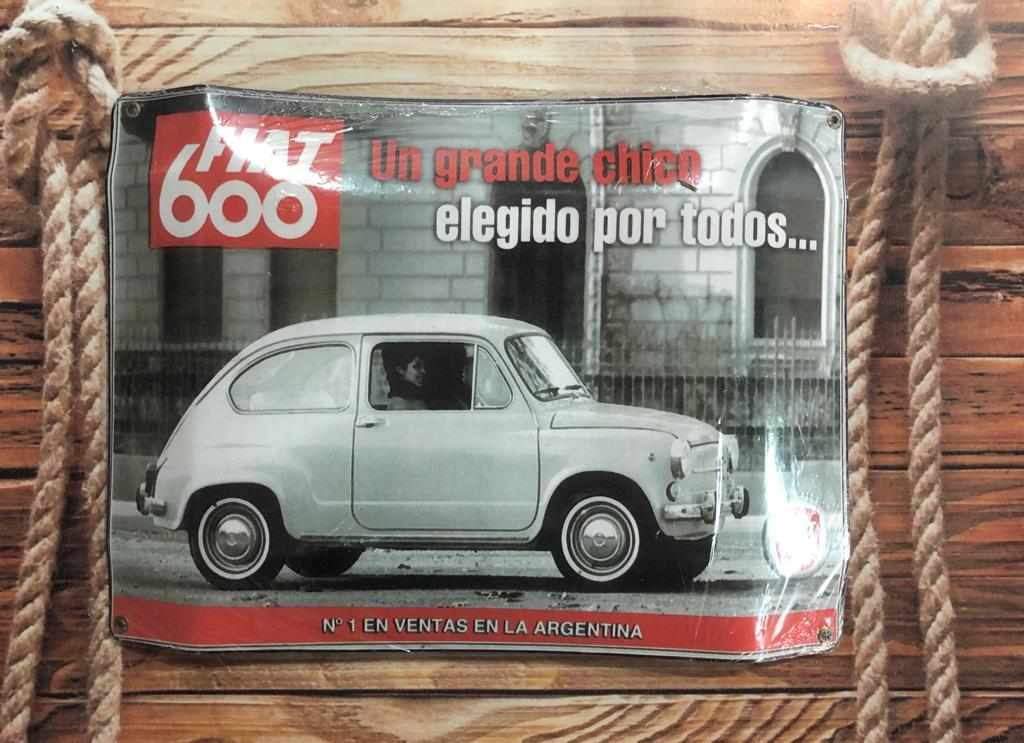 FIAT
600
Un grande chico
elegido por todos...
Nº 1 EN VENTAS EN LA ARGENTINA